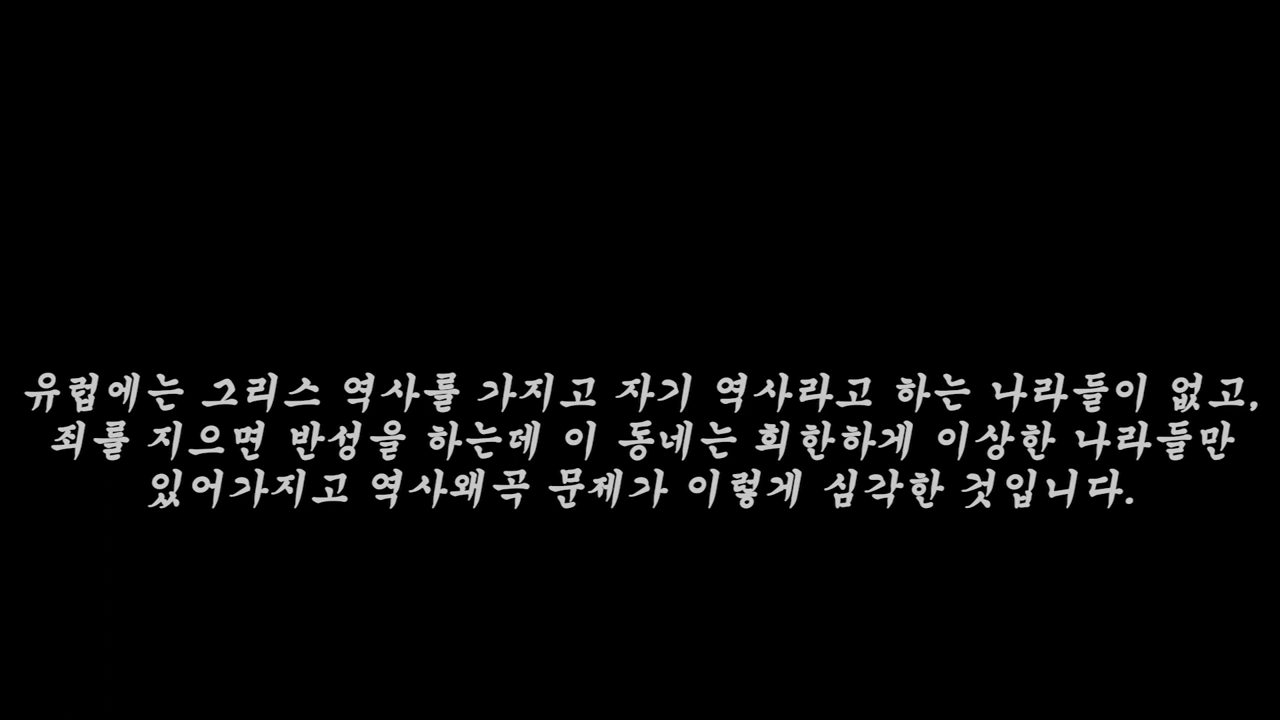 유럽에는 그리스 역사를 가지고 자기 역사라고 하는 나라들이 없고,
죄를 지으면 반성을 하는데 이 동네는 희한하게 이상한 나라들만
있어가지고 역사왜곡 문제가 이렇게 심각한 것입니다.